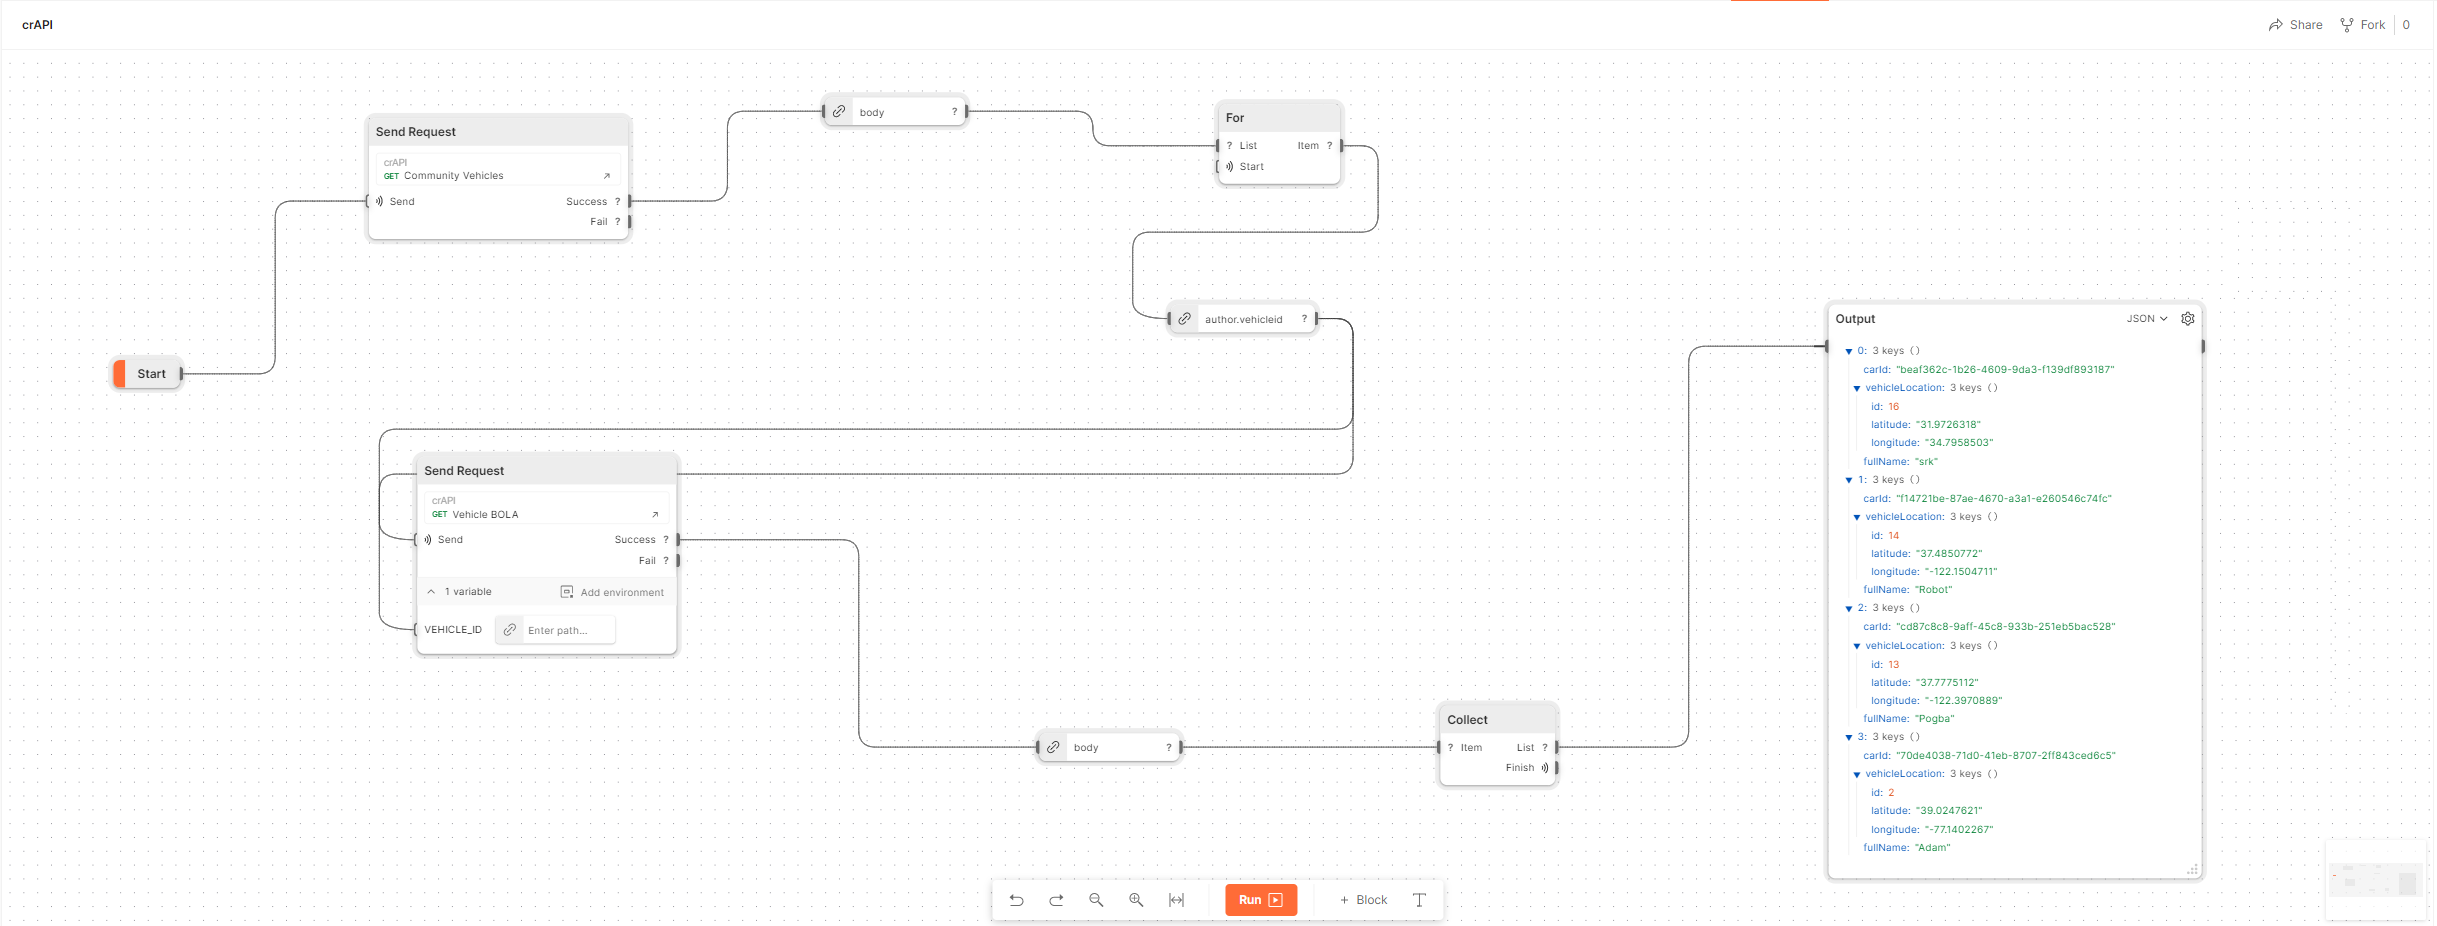 crAPI
Share
Fork
0
Send Request
crAPI
GET Community Vehicles
Send
Success ?
Fail ?
body ?
For
? List
Item ?
Start
author.vehicleid ?
Start
Send Request
crAPI
GET Vehicle BOLA
Send
Success ?
Fail ?
1 variable
Add environment
VEHICLE_ID
Enter path...
body ?
Collect
? Item
List ?
Finish
Output
JSON
0: 3 keys ()
carId: "beaf362c-1b26-4609-9da3-f139df893187"
vehicleLocation: 3 keys ()
id: 16
latitude: "31.9726318"
longitude: "34.7958503"
fullName: "srk"
1: 3 keys ()
carId: "f14721be-87ae-4670-a3a1-e260546c74fc"
vehicleLocation: 3 keys ()
id: 14
latitude: "37.4850772"
longitude: "-122.1504711"
fullName: "Robot"
2: 3 keys ()
carId: "cd87c8c8-9aff-45c8-933b-251eb5bac528"
vehicleLocation: 3 keys ()
id: 13
latitude: "37.7775112"
longitude: "-122.3970889"
fullName: "Pogba"
3: 3 keys ()
carId: "70de4038-71d0-41eb-8707-2ff843ced6c5"
vehicleLocation: 3 keys ()
id: 2
latitude: "39.0247621"
longitude: "-77.1402267"
fullName: "Adam"
Run
+ Block
T